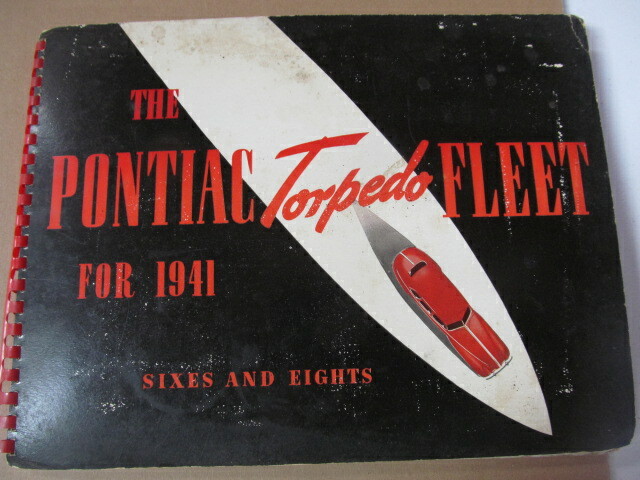 THE
PONTIAC Torpedo FLEET
FOR 1941
SIXES AND EIGHTS